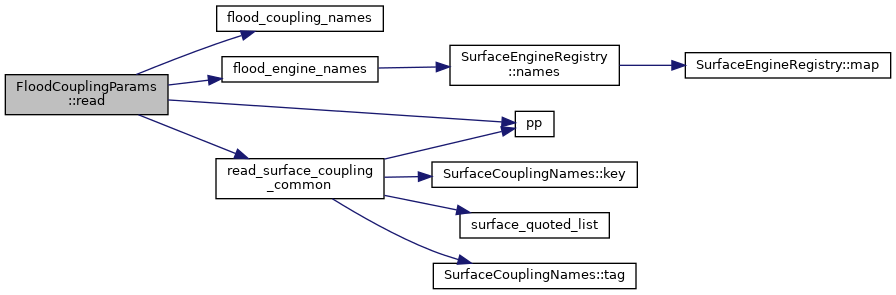 flood_coupling_names
FloodCouplingParams
::read
flood_engine_names
SurfaceEngineRegistry
::names
SurfaceEngineRegistry::map
pp
read_surface_coupling
_common
SurfaceCouplingNames::key
surface_quoted_list
SurfaceCouplingNames::tag